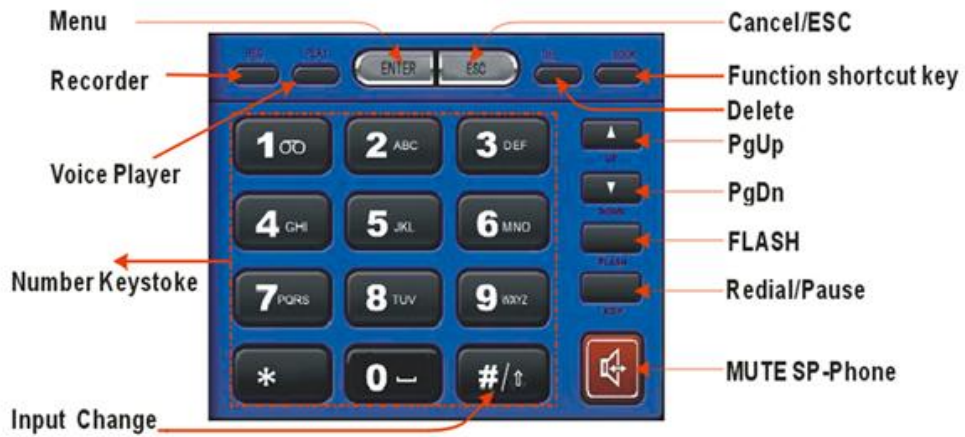 Menu
Cancel/ESC
Recorder
ENTER
ESC
Function shortcut key
Delete
1
2 ABC
3 DEF
PgUp
Voice Player
PgDn
4 GHI
5 JKL
6 MNO
FLASH
Number Keystoke
7 PQRS
8 TUV
9 WXYZ
Redial/Pause
*
0
#/⇧
MUTE SP-Phone
Input Change